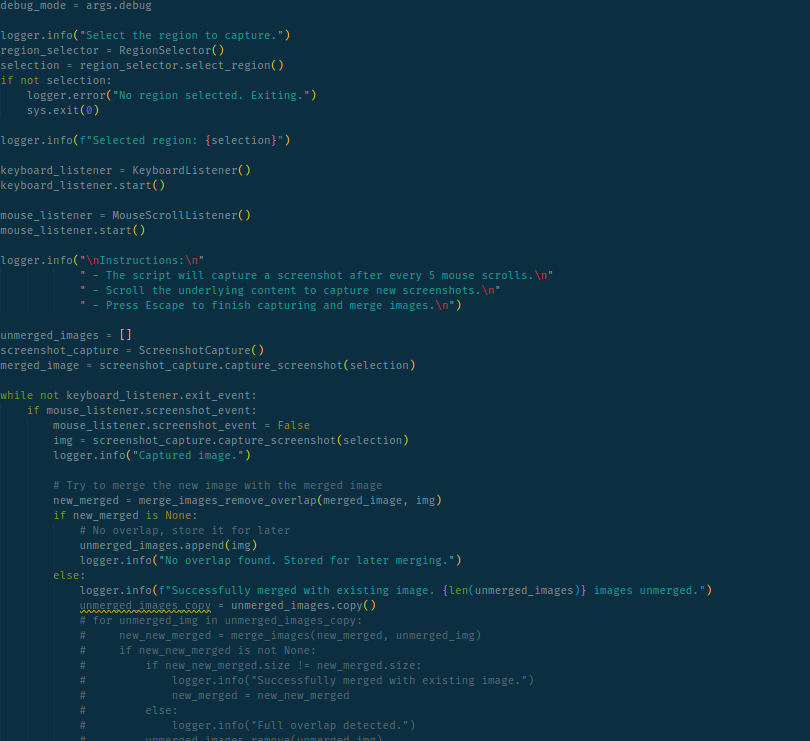 debug_mode = args.debug
logger.info("Select the region to capture.")
region_selector = RegionSelector()
selection = region_selector.select_region()
if not selection:
    logger.error("No region selected. Exiting.")
    sys.exit(0)
logger.info(f"Selected region: {selection}")
keyboard_listener = KeyboardListener()
keyboard_listener.start()
mouse_listener = MouseScrollListener()
mouse_listener.start()
logger.info("\nInstructions:\n"
            " - The script will capture a screenshot after every 5 mouse scrolls.\n"
            " - Scroll the underlying content to capture new screenshots.\n"
            " - Press Escape to finish capturing and merge images.\n")
unmerged_images = []
screenshot_capture = ScreenshotCapture()
merged_image = screenshot_capture.capture_screenshot(selection)
while not keyboard_listener.exit_event:
    if mouse_listener.screenshot_event:
        mouse_listener.screenshot_event = False
        img = screenshot_capture.capture_screenshot(selection)
        logger.info("Captured image.")
        # Try to merge the new image with the merged image
        new_merged = merge_images_remove_overlap(merged_image, img)
        if new_merged is None:
            # No overlap, store it for later
            unmerged_images.append(img)
            logger.info("No overlap found. Stored for later merging.")
        else:
            logger.info(f"Successfully merged with existing image. {len(unmerged_images)} images unmerged.")
            unmerged_images_copy = unmerged_images.copy()
            # for unmerged_img in unmerged_images_copy:
            #     new_new_merged = merge_images(new_merged, unmerged_img)
            #     if new_new_merged is not None:
            #         if new_new_merged.size != new_merged.size:
            #             logger.info("Successfully merged with existing image.")
            #             new_merged = new_new_merged
            #         else:
            #             logger.info("Full overlap detected.")
            #         unmerged_images.remove(unmerged_img)